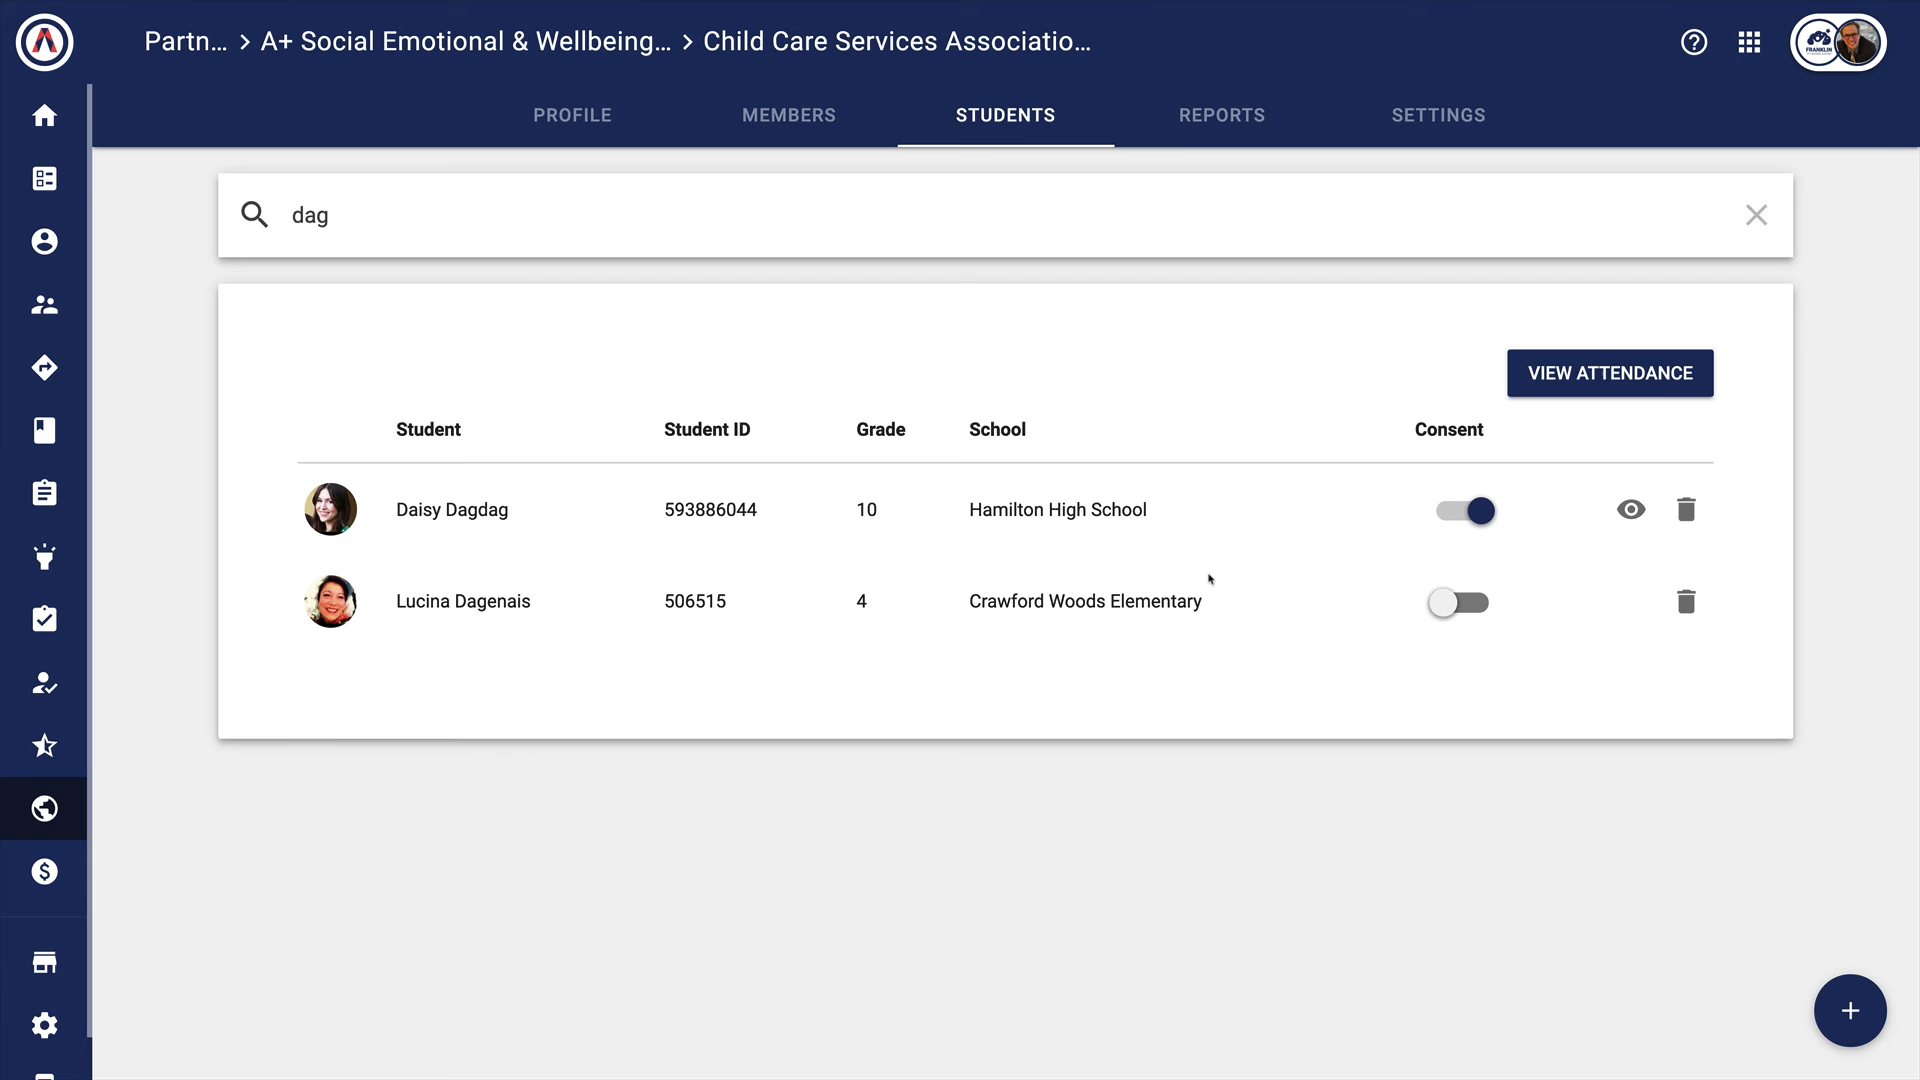 Partn... > A+ Social Emotional & Wellbeing... > Child Care Services Associatio...
FRANKLIN
PROFILE MEMBERS STUDENTS REPORTS SETTINGS
dag
VIEW ATTENDANCE
Student Student ID Grade School Consent
Daisy Dagdag 593886044 10 Hamilton High School
Lucina Dagenais 506515 4 Crawford Woods Elementary